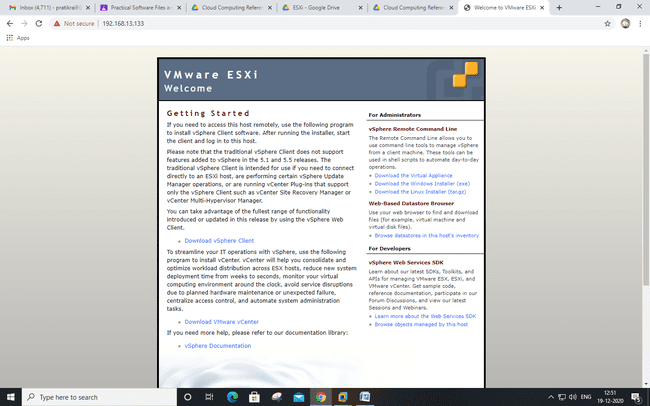 Inbox (4,711) - pratikrail@
Practical Software Files an
Cloud Computing Refere
ESXi - Google Drive
Cloud Computing Refere
Welcome to VMware ESXi
Not secure
192.168.13.133
Apps
VMware ESXi
Welcome
Getting Started
If you need to access this host remotely, use the following program
to install vSphere Client software. After running the installer, start
the client and log in to this host.
Please note that the traditional vSphere Client does not support
features added to vSphere in the 5.1 and 5.5 releases. The
traditional vSphere Client is intended for use if you need to connect
directly to an ESXi host, are performing certain vSphere Update
Manager operations, or are running vCenter Plug-ins that support
only the vSphere Client such as vCenter Site Recovery Manager or
vCenter Multi-Hypervisor Manager.
You can take advantage of the fullest range of functionality
introduced or updated in this release by using the vSphere Web
Client.
Download vSphere Client
To streamline your IT operations with vSphere, use the following
program to install vCenter. vCenter will help you consolidate and
optimize workload distribution across ESX hosts, reduce new system
deployment time from weeks to seconds, monitor your virtual
computing environment around the clock, avoid service disruptions
due to planned hardware maintenance or unexpected failure,
centralize access control, and automate system administration
tasks.
Download VMware vCenter
If you need more help, please refer to our documentation library:
vSphere Documentation
For Administrators
vSphere Remote Command Line
The Remote Command Line allows you to
use command line tools to manage vSphere
from a client machine. These tools can be
used in shell scripts to automate day-to-day
operations.
Download the Virtual Appliance
Download the Windows Installer (exe)
Download the Linux Installer (tar.gz)
Web-Based Datastore Browser
Use your web browser to find and download
files (for example, virtual machine and
virtual disk files).
Browse datastores in this host's inventory
For Developers
vSphere Web Services SDK
Learn about our latest SDKs, Toolkits, and
APIs for managing VMware ESX, ESXi, and
VMware vCenter. Get sample code,
reference documentation, participate in our
Forum Discussions, and view our latest
Sessions and Webinars.
Learn more about the Web Services SDK
Browse objects managed by this host
Type here to search
ENG
12:51
19-12-2020